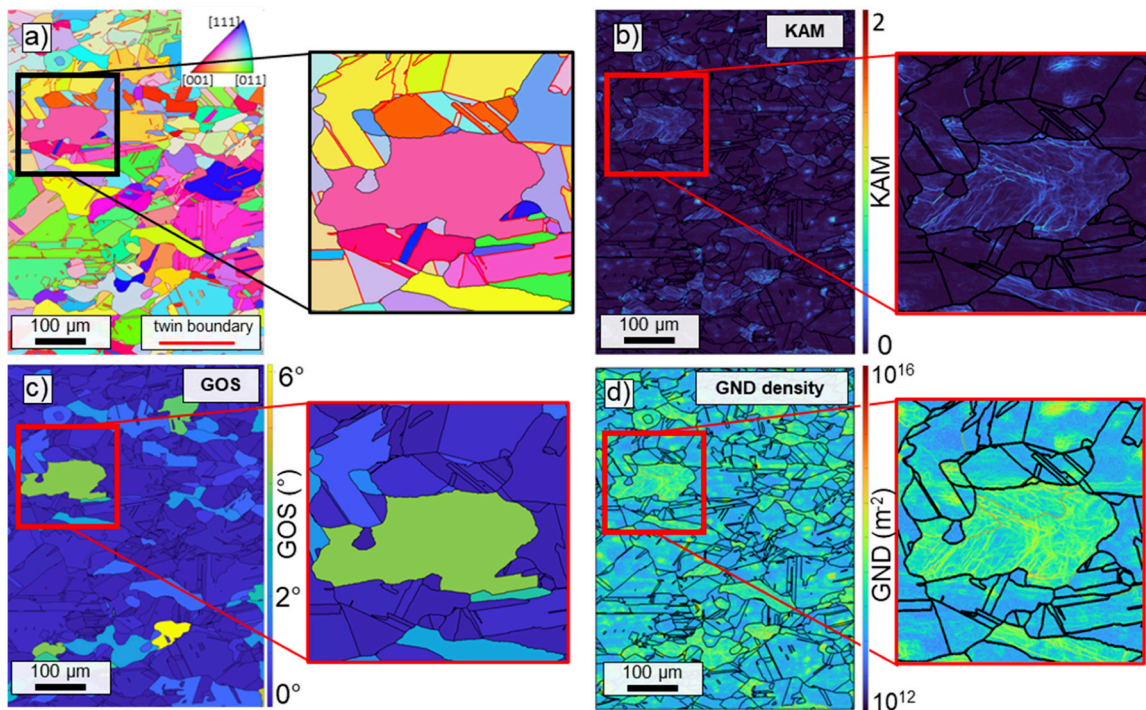 a)
[111]
[001]
[011]
100 µm
twin boundary
b)
KAM
2
KAM
0
100 µm
c)
GOS
6°
GOS (°)
2°
0°
100 µm
d)
GND density
10¹⁶
GND (m⁻²)
10¹²
100 µm